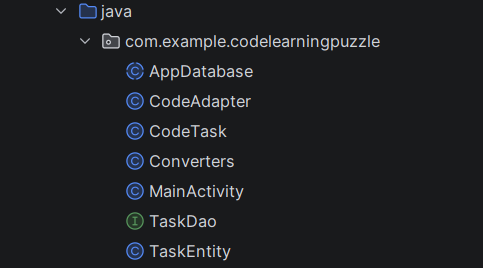 java
com.example.codelearningpuzzle
AppDatabase
CodeAdapter
CodeTask
Converters
MainActivity
TaskDao
TaskEntity